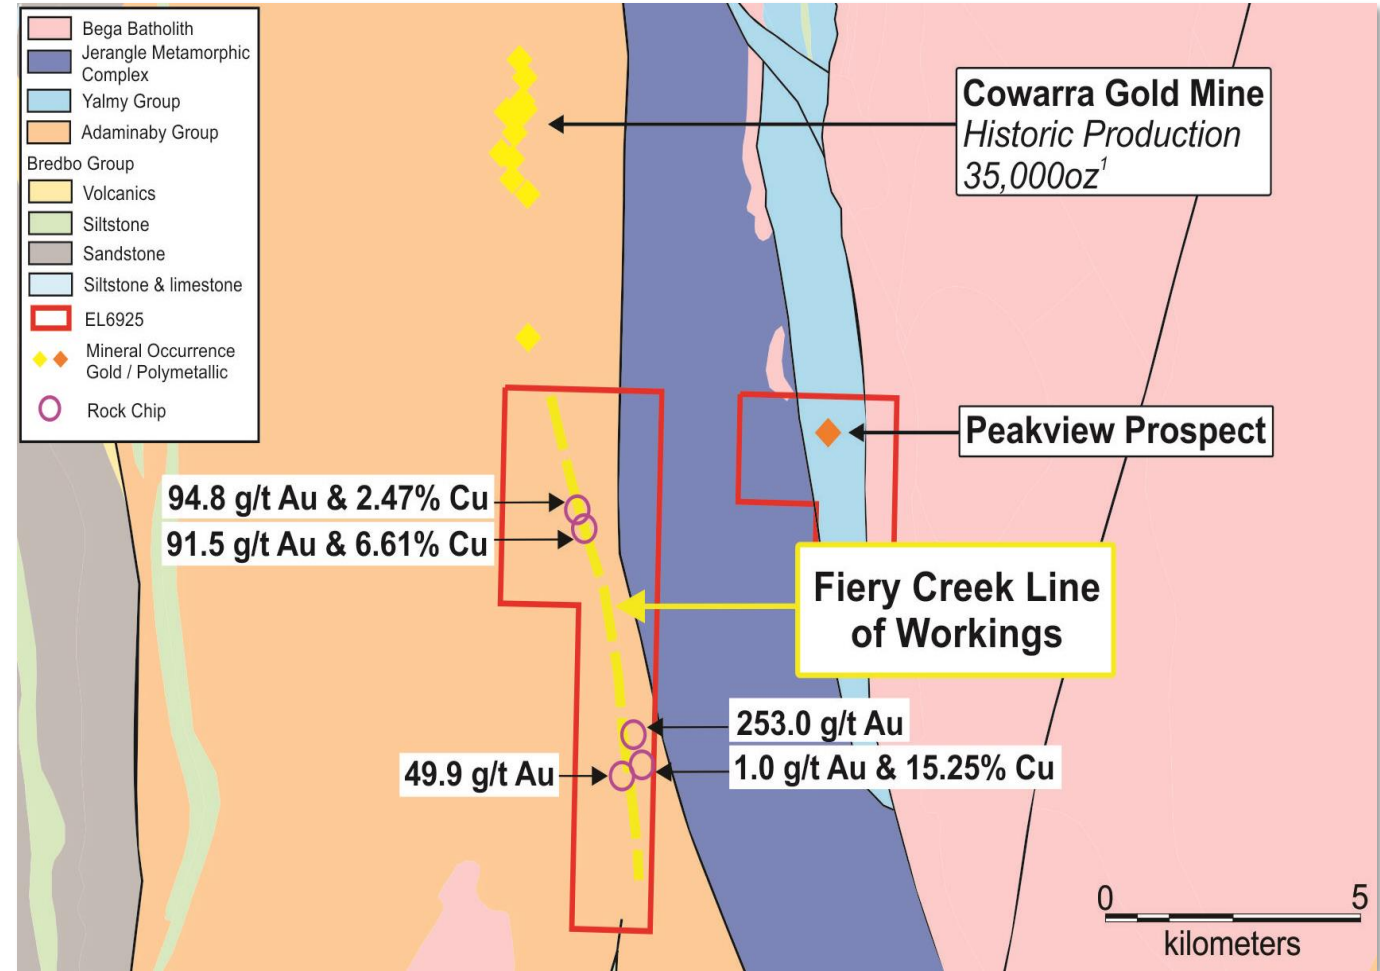 Bega Batholith
Jerangle Metamorphic
Complex
Yalmy Group
Adaminaby Group
Bredbo Group
Volcanics
Siltstone
Sandstone
Siltstone & limestone
EL6925
Mineral Occurrence
Gold / Polymetallic
Rock Chip
Cowarra Gold Mine
Historic Production
35,000oz¹
Peakview Prospect
94.8 g/t Au & 2.47% Cu
91.5 g/t Au & 6.61% Cu
Fiery Creek Line
of Workings
253.0 g/t Au
1.0 g/t Au & 15.25% Cu
49.9 g/t Au
0 5
kilometers